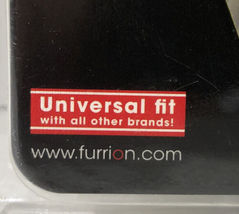 Universal fit
with all other brands!
www.furrion.com